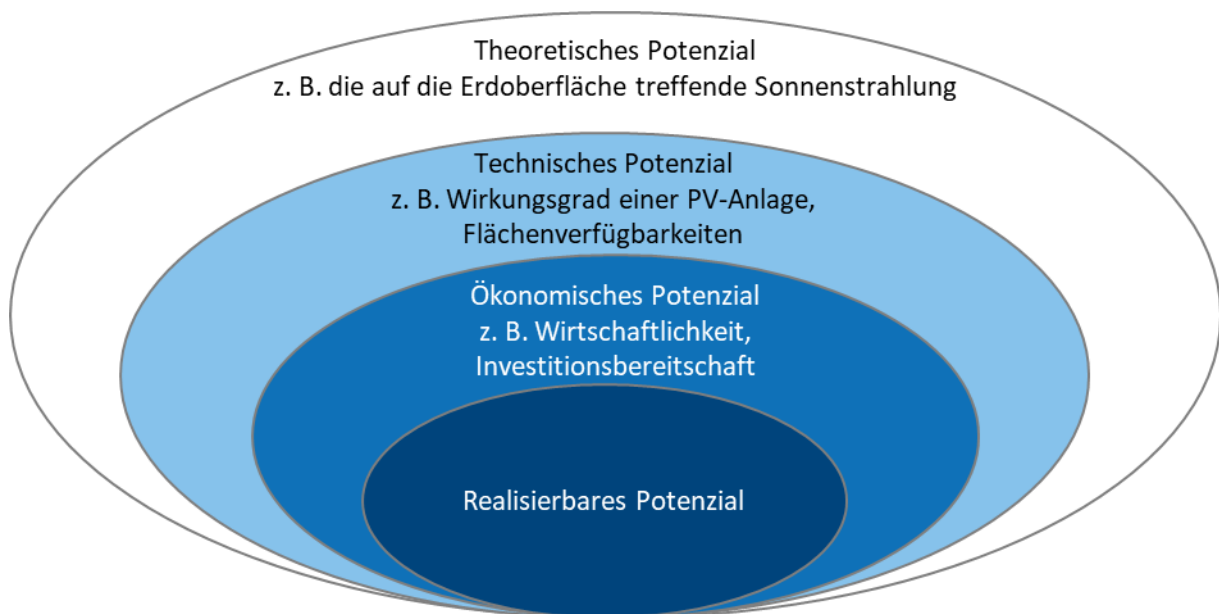 Theoretisches Potenzial
z. B. die auf die Erdoberfläche treffende Sonnenstrahlung
Technisches Potenzial
z. B. Wirkungsgrad einer PV-Anlage,
Flächenverfügbarkeiten
Ökonomisches Potenzial
z. B. Wirtschaftlichkeit,
Investitionsbereitschaft
Realisierbares Potenzial